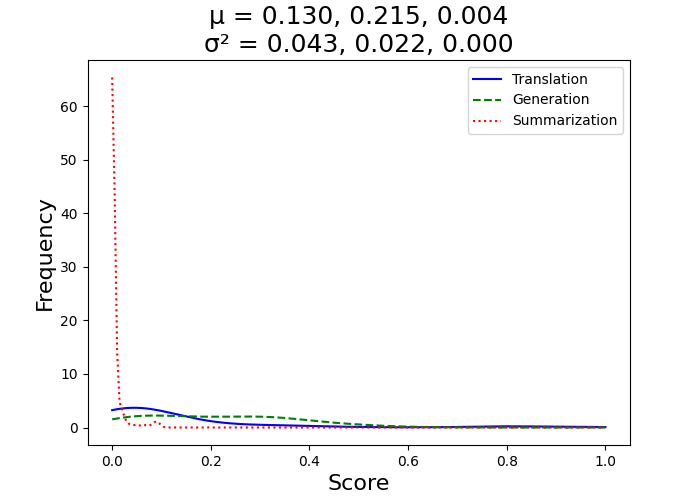 μ = 0.130, 0.215, 0.004
σ² = 0.043, 0.022, 0.000
Translation
Generation
Summarization
Frequency
60
50
40
30
20
10
0
0.0 0.2 0.4 0.6 0.8 1.0
Score